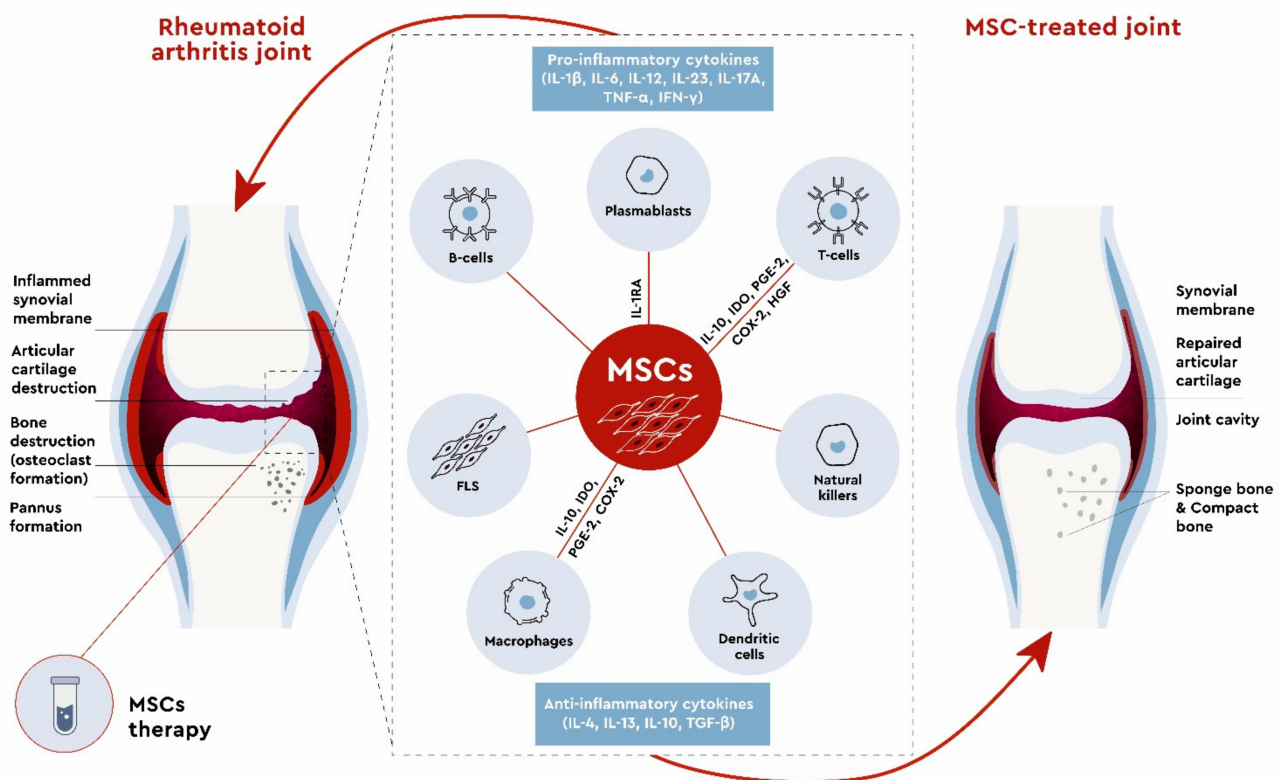 Rheumatoid
arthritis joint
MSC-treated joint
Pro-inflammatory cytokines
(IL-1β, IL-6, IL-12, IL-23, IL-17A,
TNF-α, IFN-γ)
B-cells
Plasmablasts
T-cells
IL-1RA
IL-10, IDO, PGE-2,
COX-2, HGF
MSCs
FLS
Natural
killers
IL-10, IDO,
PGE-2, COX-2
Macrophages
Dendritic
cells
Anti-inflammatory cytokines
(IL-4, IL-13, IL-10, TGF-β)
Inflammed
synovial
membrane
Articular
cartilage
destruction
Bone
destruction
(osteoclast
formation)
Pannus
formation
MSCs
therapy
Synovial
membrane
Repaired
articular
cartilage
Joint cavity
Sponge bone
& Compact
bone